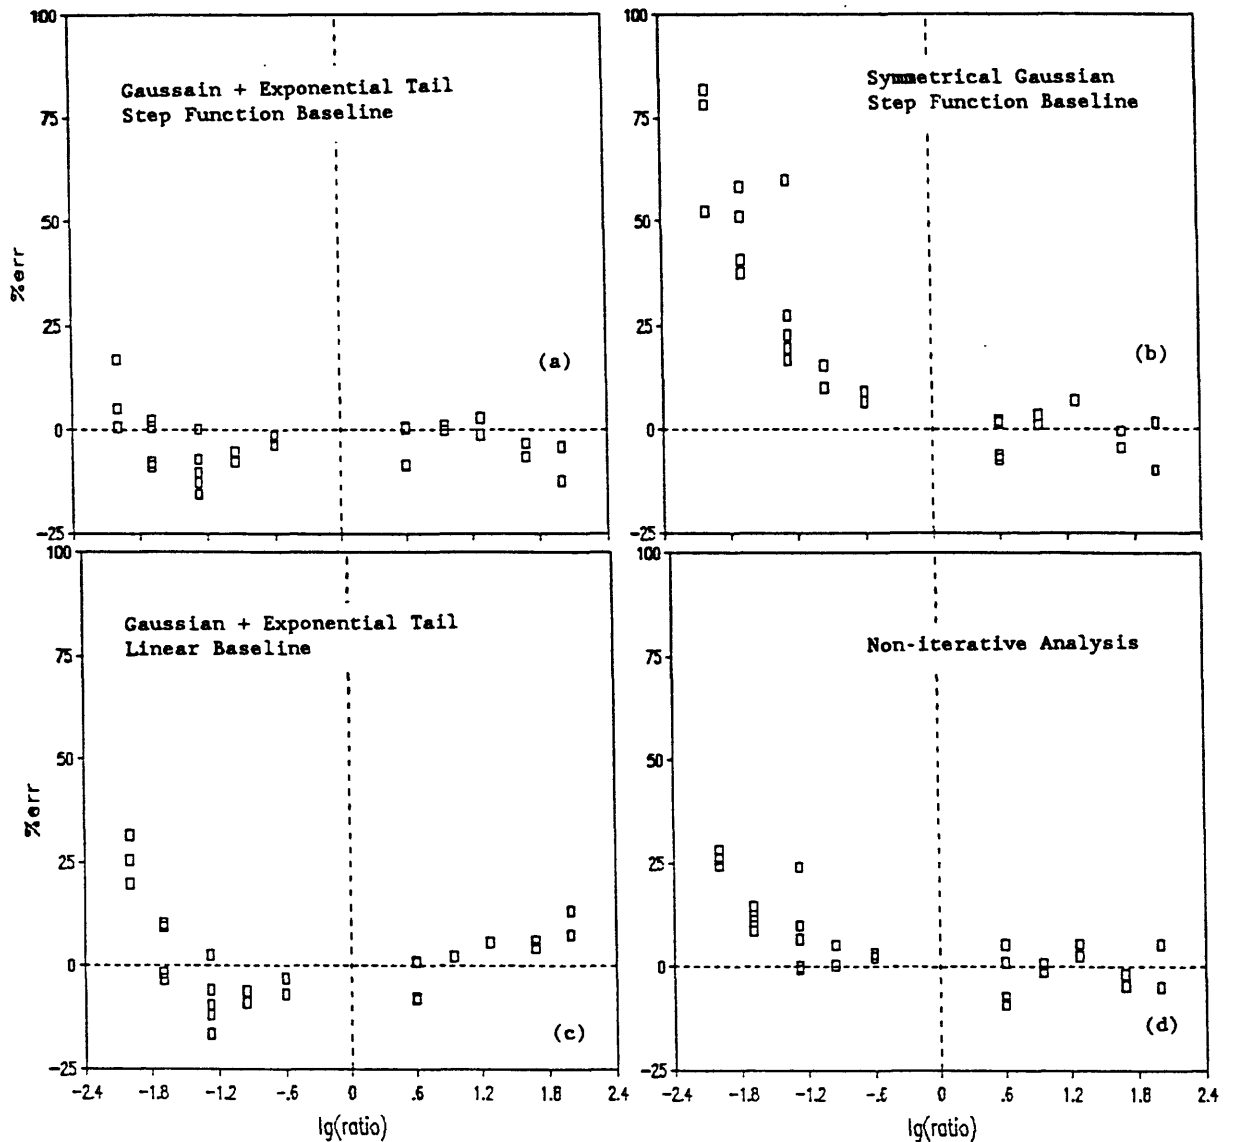 100
75
50
25
0
-25
%err
Gaussain + Exponential Tail
Step Function Baseline
(a)
100
75
50
25
0
-25
Symmetrical Gaussian
Step Function Baseline
(b)
100
75
50
25
0
-25
%err
Gaussian + Exponential Tail
Linear Baseline
(c)
-2.4 -1.8 -1.2 -.6 0 .6 1.2 1.8 2.4
lg(ratio)
100
75
50
25
0
-25
Non-iterative Analysis
(d)
-2.4 -1.8 -1.2 -.6 0 .6 1.2 1.8 2.4
lg(ratio)